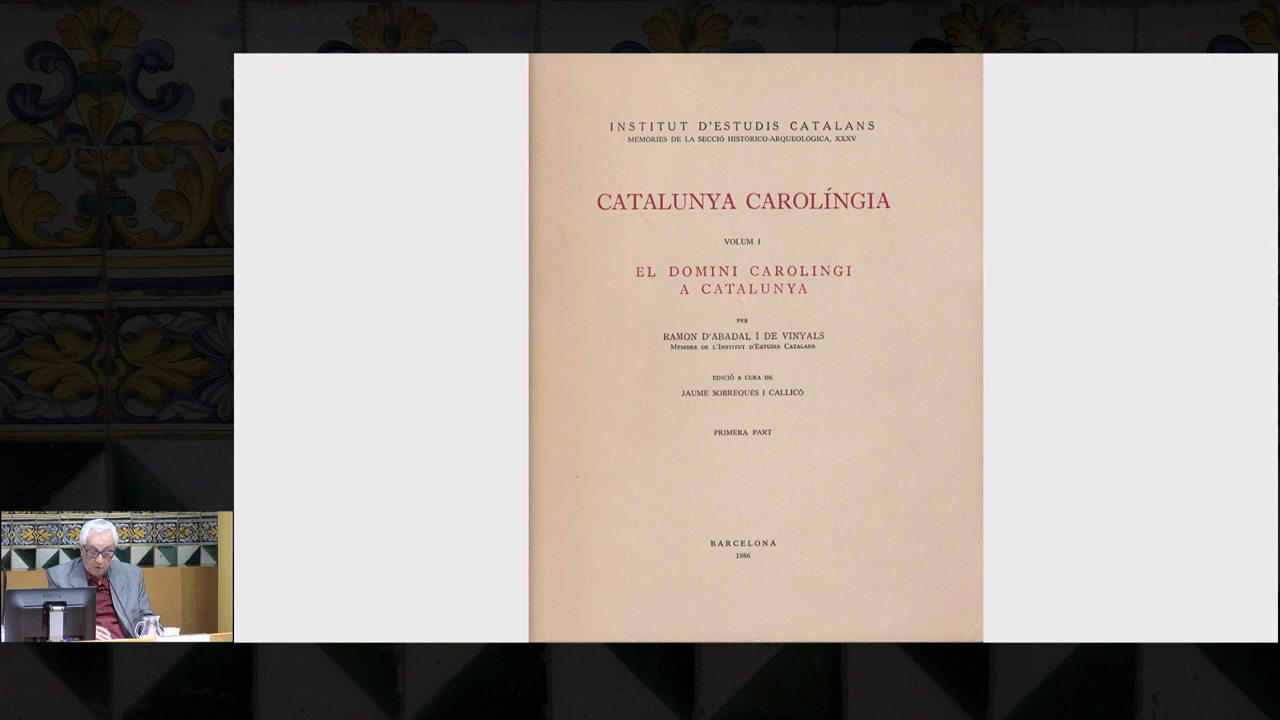 INSTITUT D'ESTUDIS CATALANS
MEMÒRIES DE LA SECCIÓ HISTÒRICO-ARQUEOLÒGICA, XXXV
CATALUNYA CAROLÍNGIA
VOLUM I
EL DOMINI CAROLINGI
A CATALUNYA
PER
RAMON D'ABADAL I DE VINYALS
MEMBRE DE L'INSTITUT D'ESTUDIS CATALANS
EDICIÓ A CURA DE
JAUME SOBREQUÉS I CALLICÓ
PRIMERA PART
BARCELONA
1986
PHILIPS